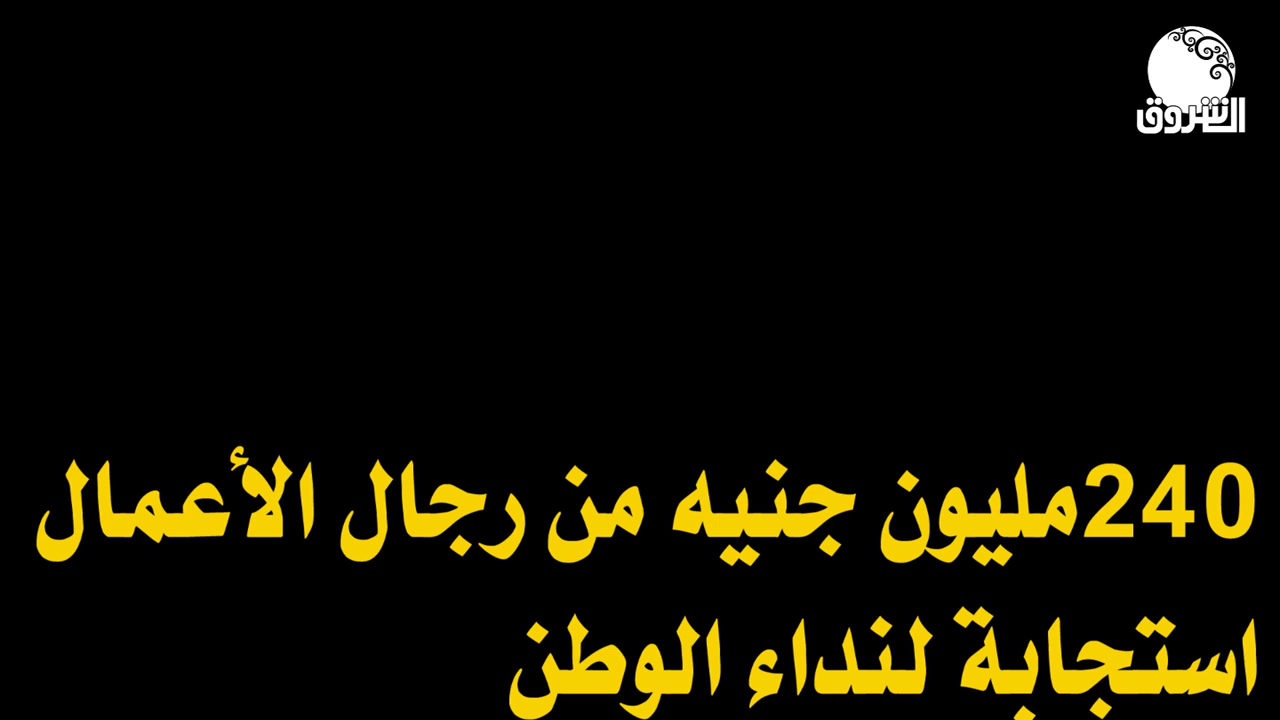 الشروق
240مليون جنيه من رجال الأعمال
استجابة لنداء الوطن